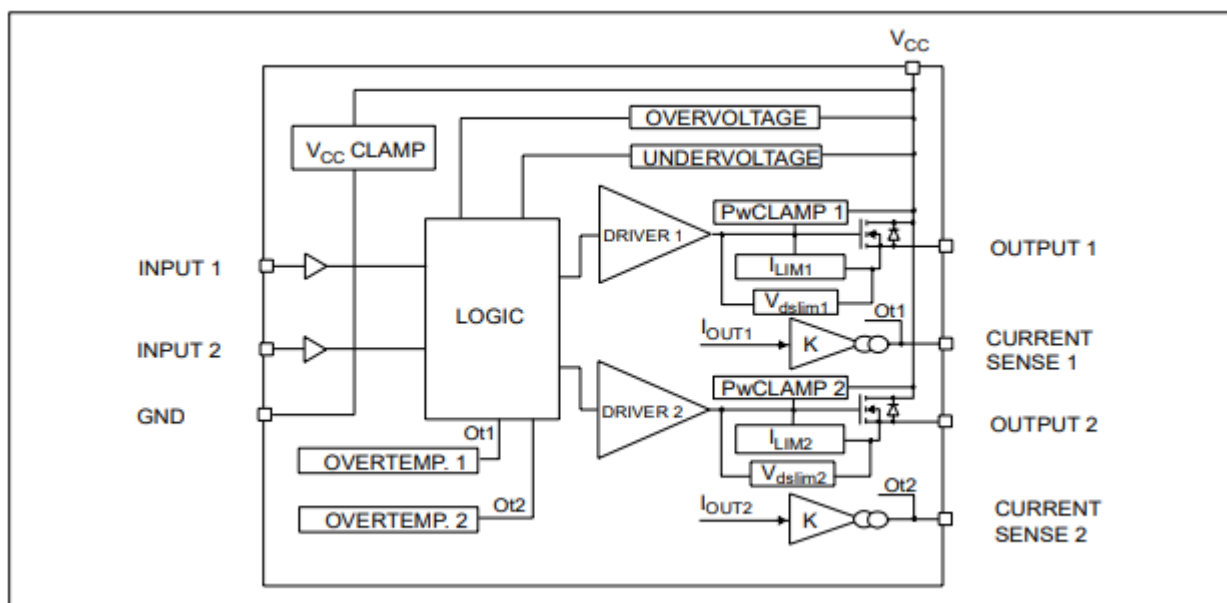 VCC
OVERVOLTAGE
VCC CLAMP
UNDERVOLTAGE
PwCLAMP 1
DRIVER 1
OUTPUT 1
INPUT 1
ILIM1
Vdslim1
LOGIC
Ot1
IOUT1
K
CURRENT
SENSE 1
INPUT 2
PwCLAMP 2
GND
DRIVER 2
OUTPUT 2
ILIM2
Ot1
OVERTEMP. 1
Vdslim2
Ot2
Ot2
IOUT2
K
CURRENT
SENSE 2
OVERTEMP. 2